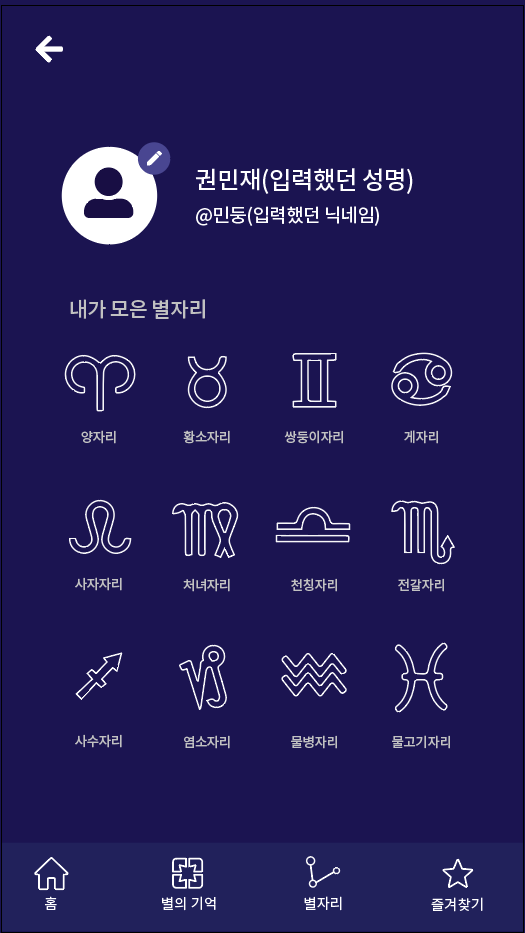 권민재(입력했던 성명)
@민둥(입력했던 닉네임)
내가 모은 별자리
양자리 황소자리 쌍둥이자리 게자리
사자자리 처녀자리 천칭자리 전갈자리
사수자리 염소자리 물병자리 물고기자리
홈 별의 기억 별자리 즐겨찾기